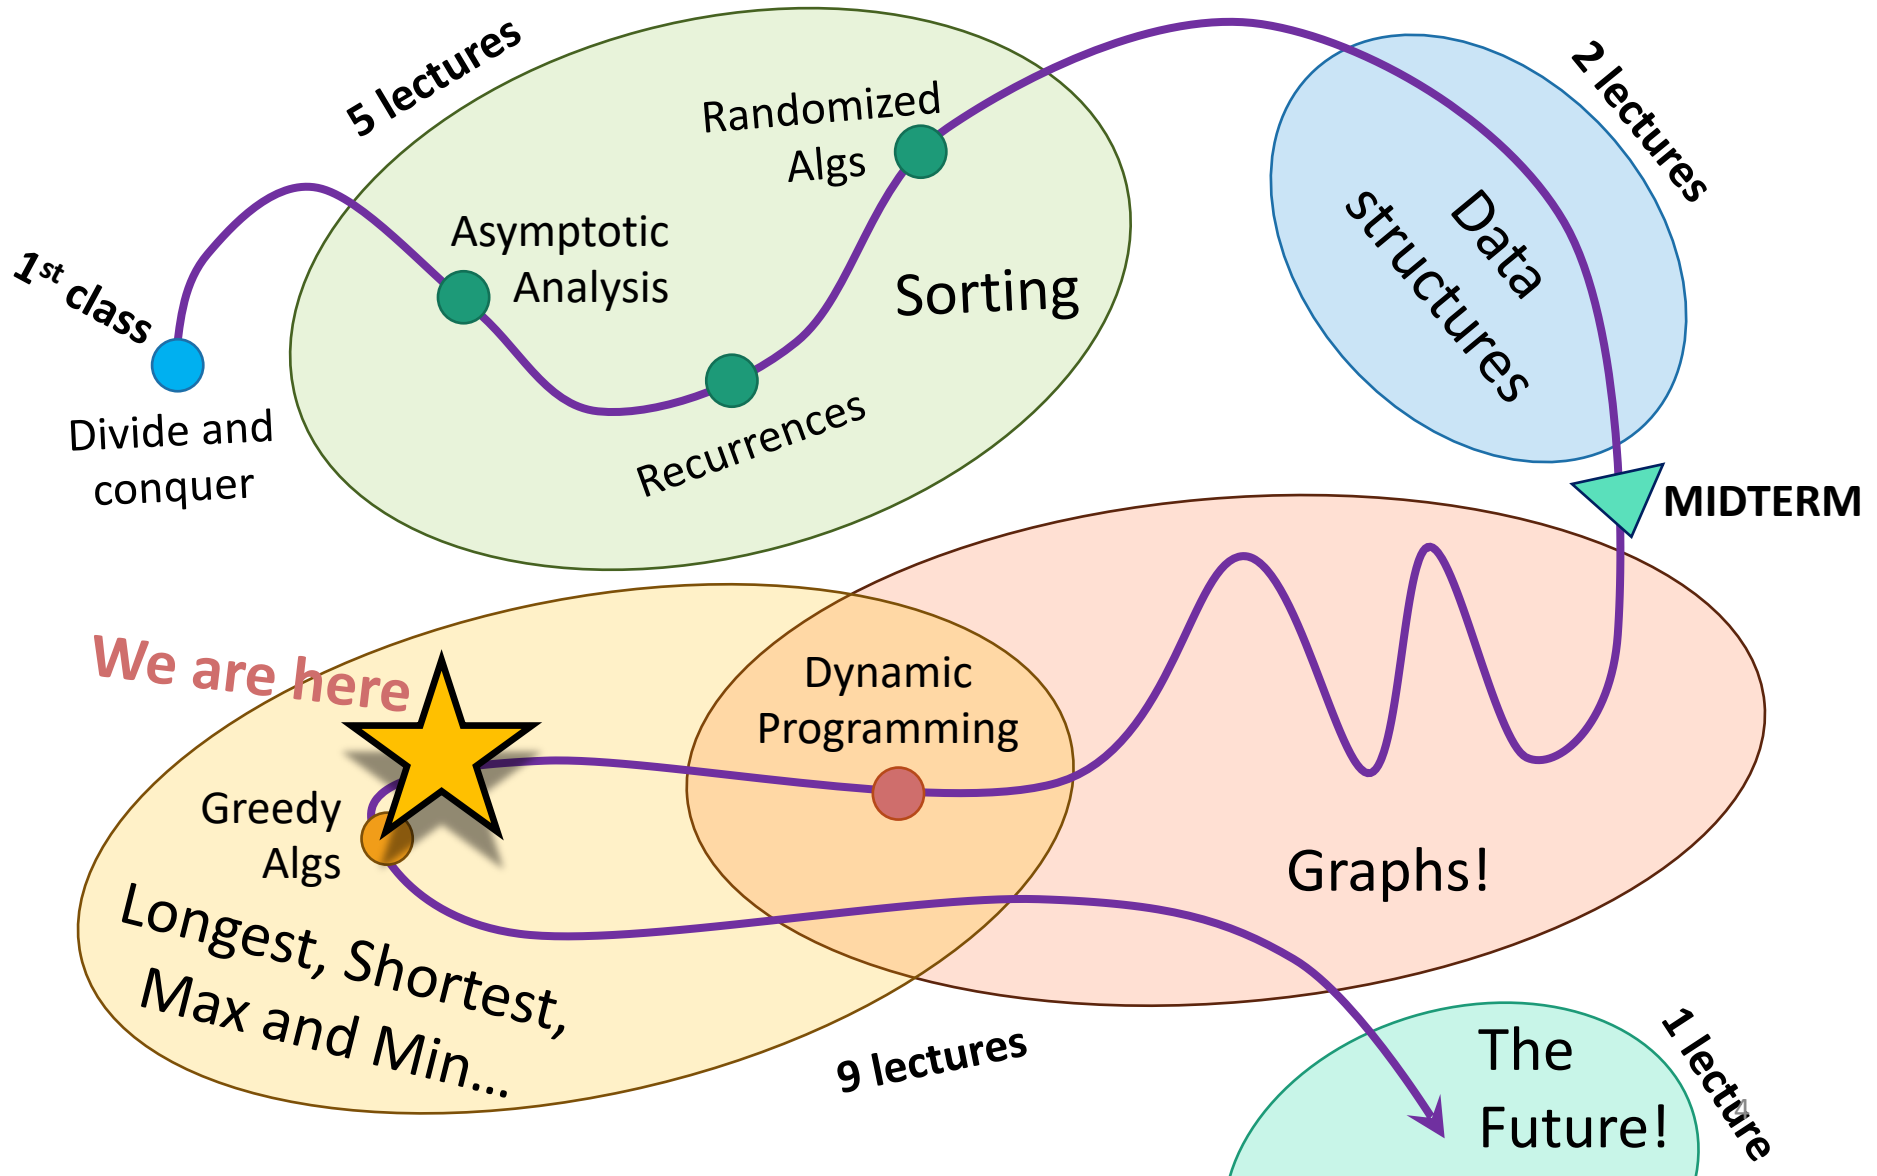 5 lectures
2 lectures
Randomized
Algs
Asymptotic
Analysis
Sorting
Data
structures
1st class
Divide and
conquer
Recurrences
MIDTERM
We are here
Dynamic
Programming
Greedy
Algs
Graphs!
Longest, Shortest,
Max and Min...
9 lectures
The
Future!
1 lecture
4